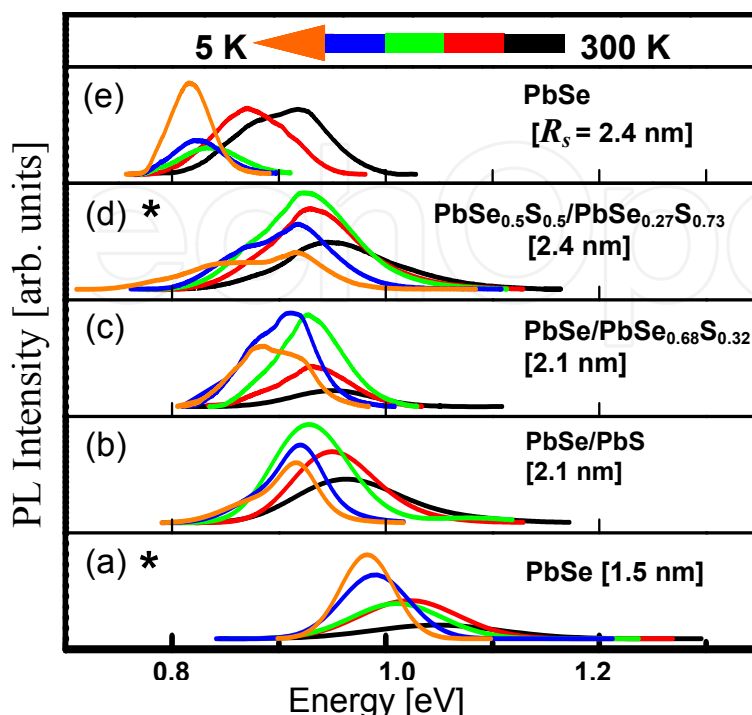 5 K 300 K
(e) PbSe
[R_s = 2.4 nm]
(d) * PbSe₀.₅S₀.₅/PbSe₀.₂₇S₀.₇₃
[2.4 nm]
(c) PbSe/PbSe₀.₆₈S₀.₃₂
[2.1 nm]
(b) PbSe/PbS
[2.1 nm]
(a) * PbSe [1.5 nm]
PL Intensity [arb. units]
0.8 1.0 1.2
Energy [eV]